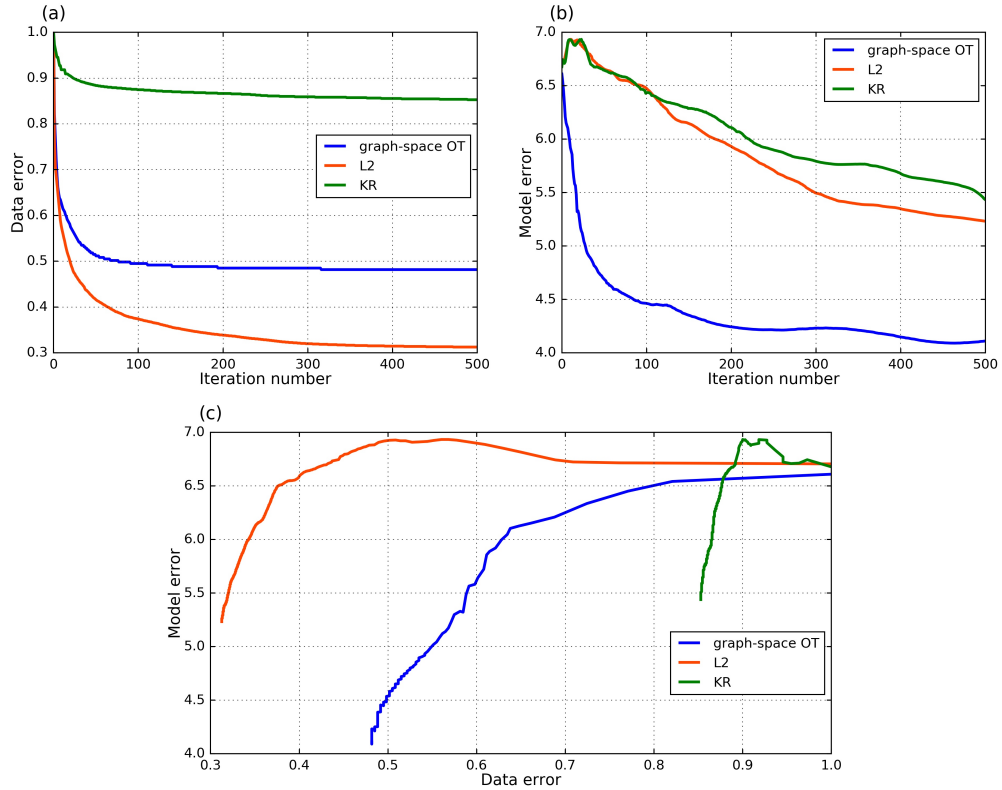 (a)
1.0
0.9
0.8
0.7
0.6
0.5
0.4
0.3
Data error
graph-space OT
L2
KR
0 100 200 300 400 500
Iteration number
(b)
7.0
6.5
6.0
5.5
5.0
4.5
4.0
Model error
graph-space OT
L2
KR
0 100 200 300 400 500
Iteration number
(c)
7.0
6.5
6.0
5.5
5.0
4.5
4.0
Model error
graph-space OT
L2
KR
0.3 0.4 0.5 0.6 0.7 0.8 0.9 1.0
Data error